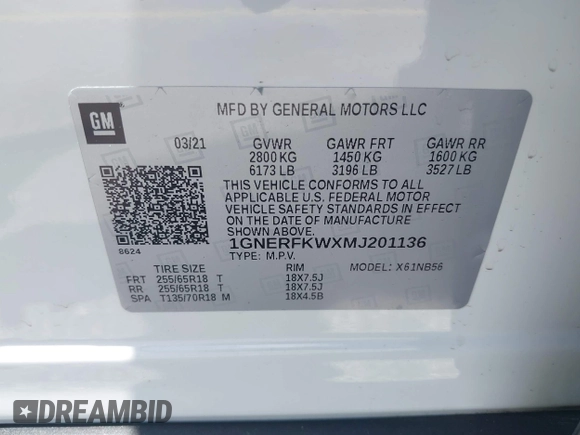 GM
MFD BY GENERAL MOTORS LLC
03/21 GVWR GAWR FRT GAWR RR
2800 KG 1450 KG 1600 KG
6173 LB 3196 LB 3527 LB
THIS VEHICLE CONFORMS TO ALL
APPLICABLE U.S. FEDERAL MOTOR
VEHICLE SAFETY STANDARDS IN
EFFECT ON THE DATE OF MANUFACTURE
SHOWN ABOVE.
8624
1GNERFKWXMJ201136
TYPE: M.P.V. MODEL: X61NB56
TIRE SIZE RIM
FRT 255/65R18 T 18X7.5J
RR 255/65R18 T 18X7.5J
SPA T135/70R18 M 18X4.5B
DREAMBID